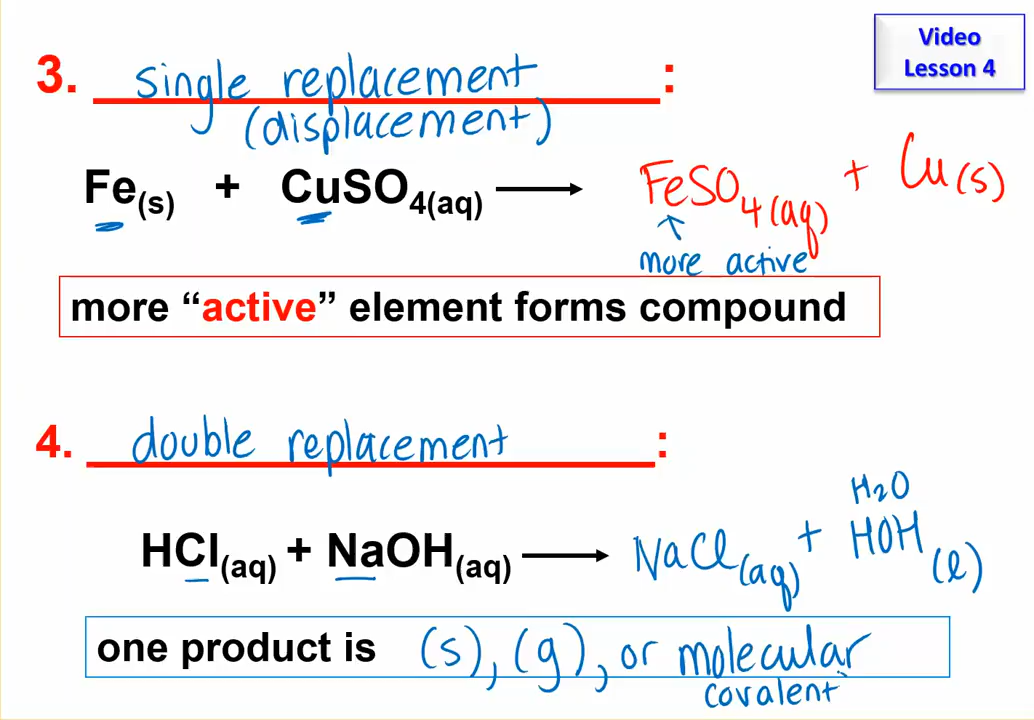 Video
Lesson 4
3. single replacement :
(displacement)
Fe(s) + CuSO4(aq) → FeSO4(aq) + Cu(s)
↑
more active
more “active” element forms compound
4. double replacement :
H2O
HCl(aq) + NaOH(aq) → NaCl(aq) + HOH(l)
one product is (s), (g), or molecular
covalent